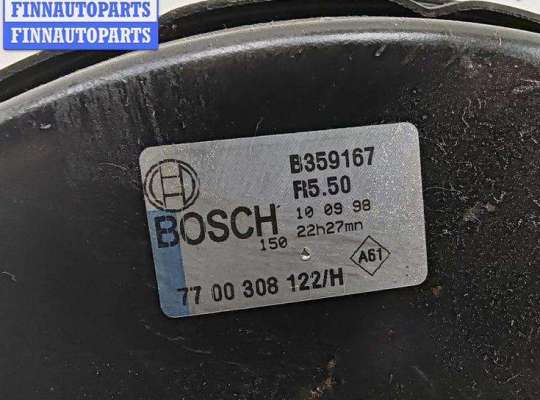 FINNAUTOPARTS
FINNAUTOPARTS
B359167
R5.50
BOSCH 10 09 98
150 22h27mn
A61
77 00 308 122/H